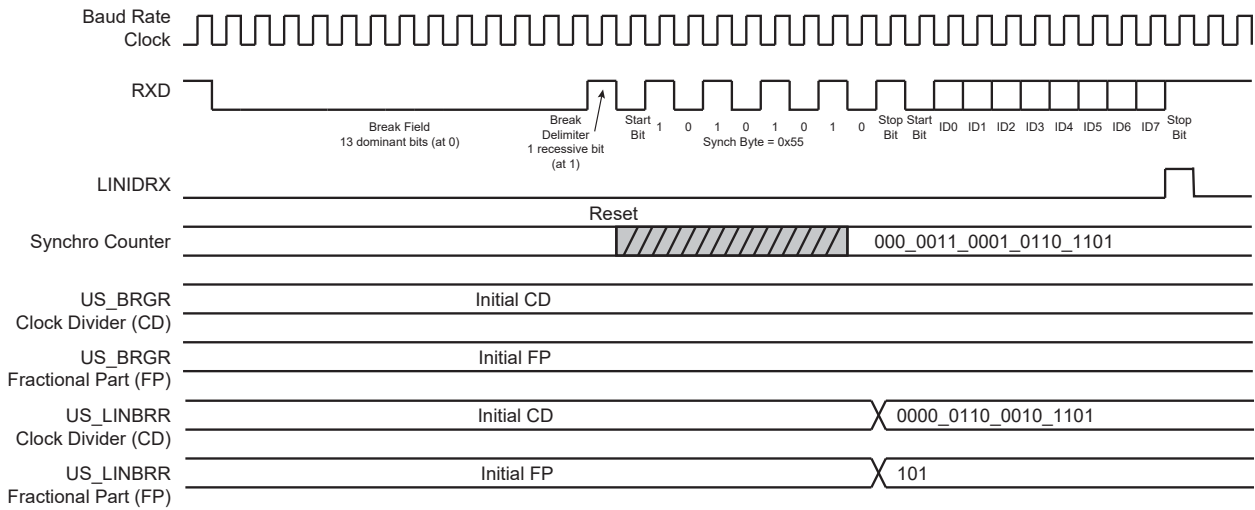 Baud Rate
Clock
RXD
Break Field
13 dominant bits (at 0)
Break
Delimiter
1 recessive bit
(at 1)
Start
Bit
1 0 1 0 1 0 1 0
Synch Byte = 0x55
Stop
Bit
Start
Bit
ID0 ID1 ID2 ID3 ID4 ID5 ID6 ID7
Stop
Bit
LINIDRX
Reset
Synchro Counter
000_0011_0001_0110_1101
US_BRGR
Clock Divider (CD)
Initial CD
US_BRGR
Fractional Part (FP)
Initial FP
US_LINBRR
Clock Divider (CD)
Initial CD
0000_0110_0010_1101
US_LINBRR
Fractional Part (FP)
Initial FP
101